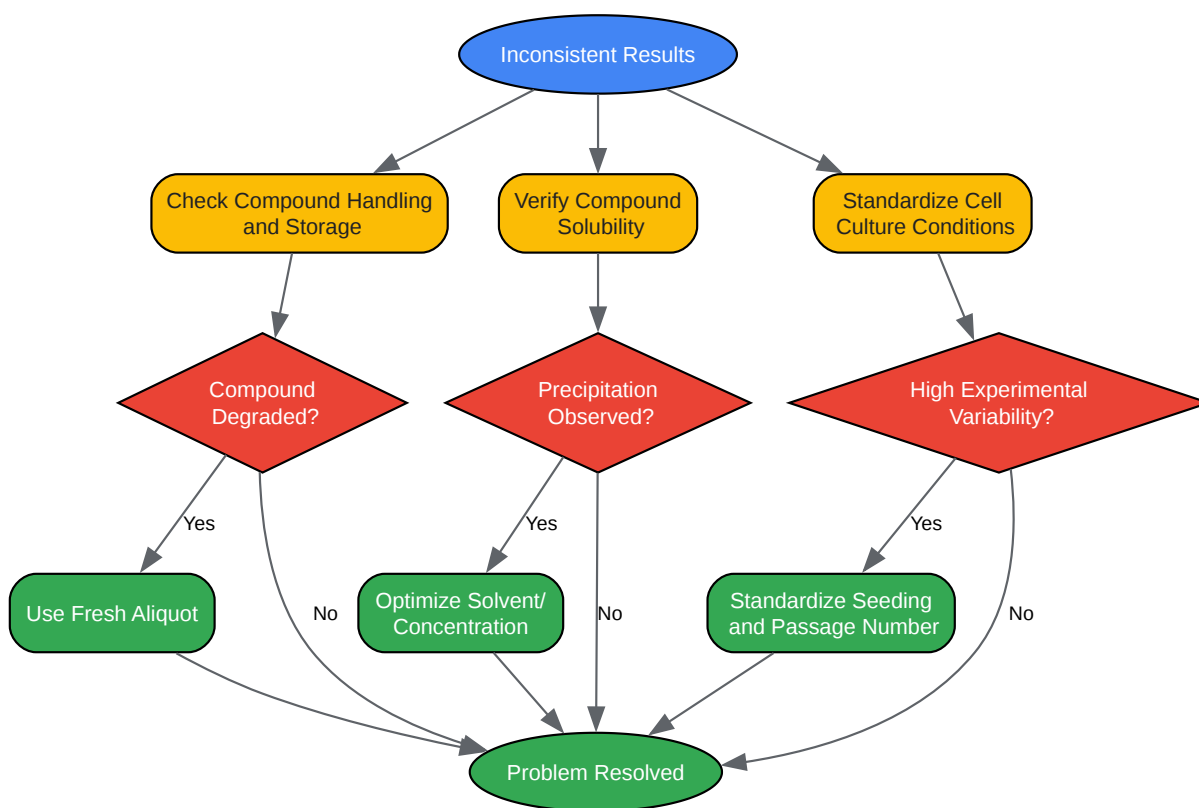 Inconsistent Results
Check Compound Handling
and Storage
Verify Compound
Solubility
Standardize Cell
Culture Conditions
Compound
Degraded?
Precipitation
Observed?
High Experimental
Variability?
Yes
Yes
Yes
Use Fresh Aliquot
No
Optimize Solvent/
Concentration
No
Standardize Seeding
and Passage Number
No
Problem Resolved